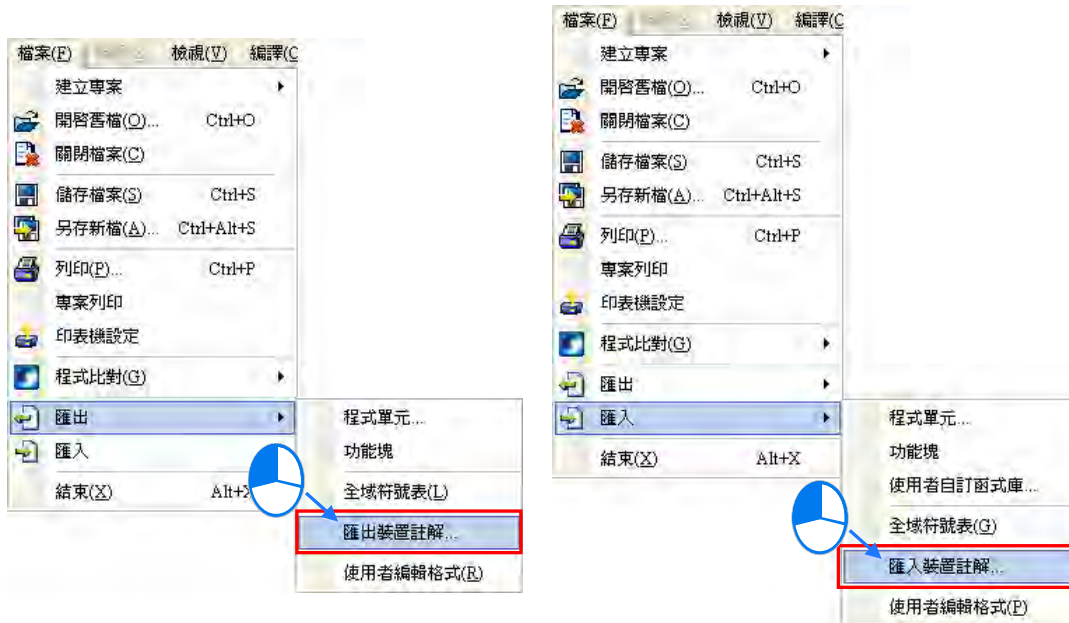 檔案(F) 檢視(V) 編譯(C
建立專案
開啓舊檔(O)... Ctrl+O
關閉檔案(C)
儲存檔案(S) Ctrl+S
另存新檔(A)... Ctrl+Alt+S
列印(P)... Ctrl+P
專案列印
印表機設定
程式比對(G)
匯出
匯入
結束(X) Alt+X
程式單元...
功能塊
全域符號表(L)
匯出裝置註解...
使用者編輯格式(R)
檔案(F) 檢視(V) 編譯(C
建立專案
開啓舊檔(O)... Ctrl+O
關閉檔案(C)
儲存檔案(S) Ctrl+S
另存新檔(A)... Ctrl+Alt+S
列印(P)... Ctrl+P
專案列印
印表機設定
程式比對(G)
匯出
匯入
結束(X) Alt+X
程式單元...
功能塊
使用者自訂函式庫...
全域符號表(G)
匯入裝置註解...
使用者編輯格式(P)